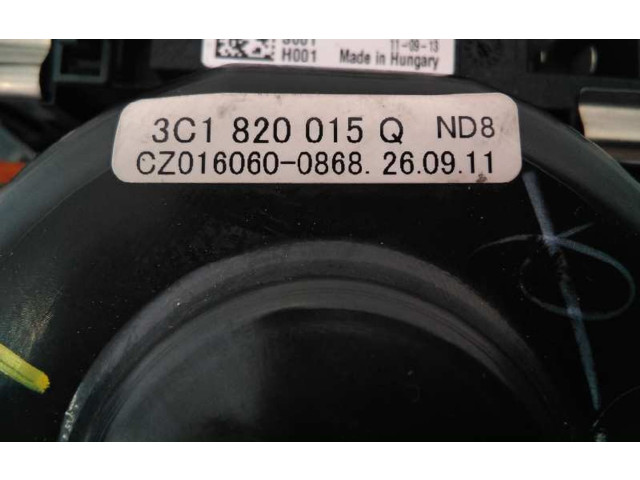 H001
11-09-13
Made in Hungary
3C1 820 015 Q ND8
CZ016060-0868. 26.09.11